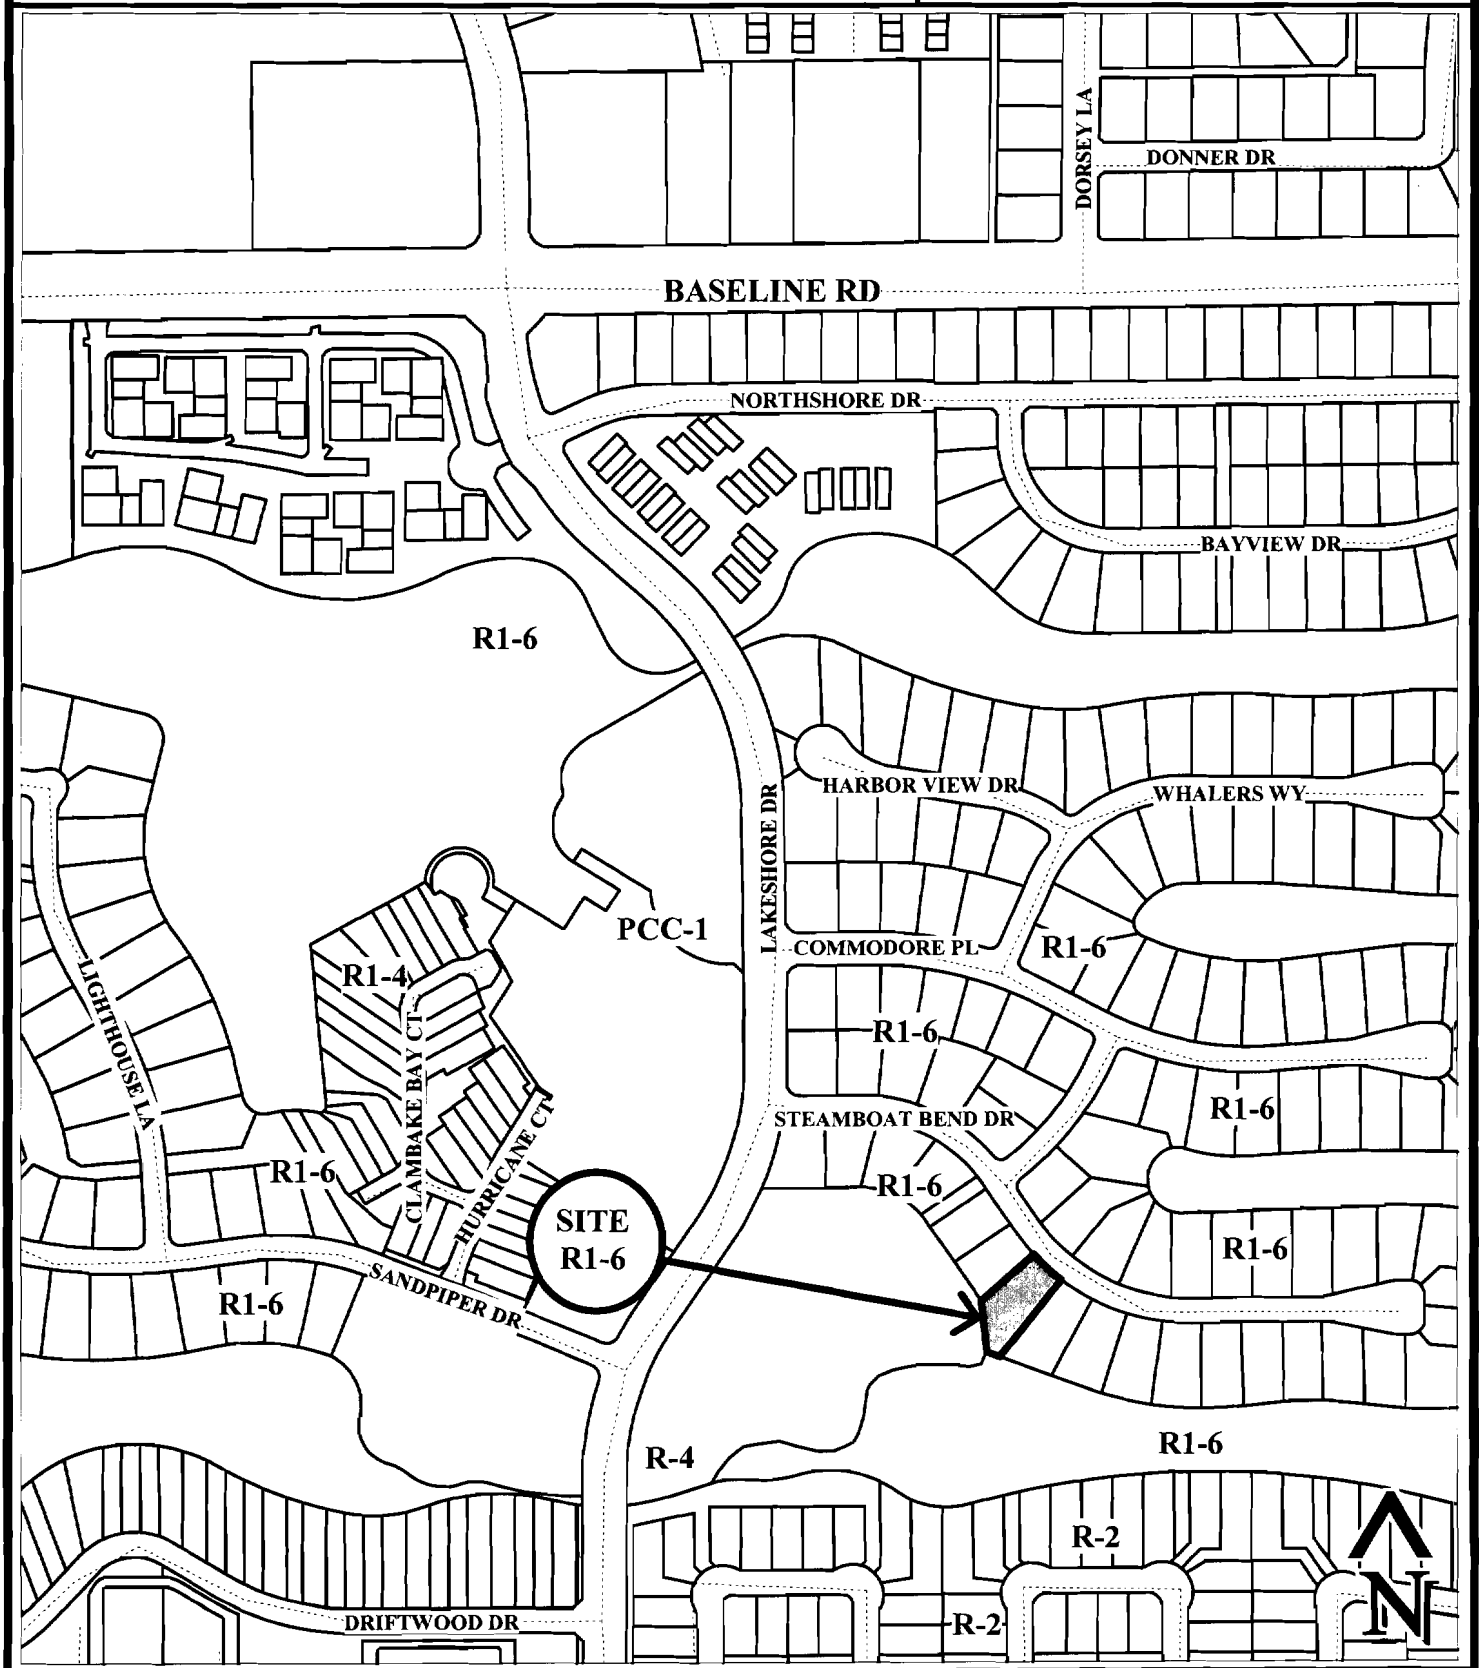 DORSEY LA
DONNER DR
BASELINE RD
NORTHSHORE DR
BAYVIEW DR
R1-6
HARBOR VIEW DR
WHALERS WY
LAKESHORE DR
PCC-1
COMMODORE PL
R1-6
R1-4
LIGHTHOUSE LA
CLAMBAKE BAY CT
R1-6
HURRICANE CT
STEAMBOAT BEND DR
R1-6
R1-6
R1-6
SITE
R1-6
R1-6
SANDPIPER DR
R1-6
R-4
R1-6
R-2
DRIFTWOOD DR
R-2
N